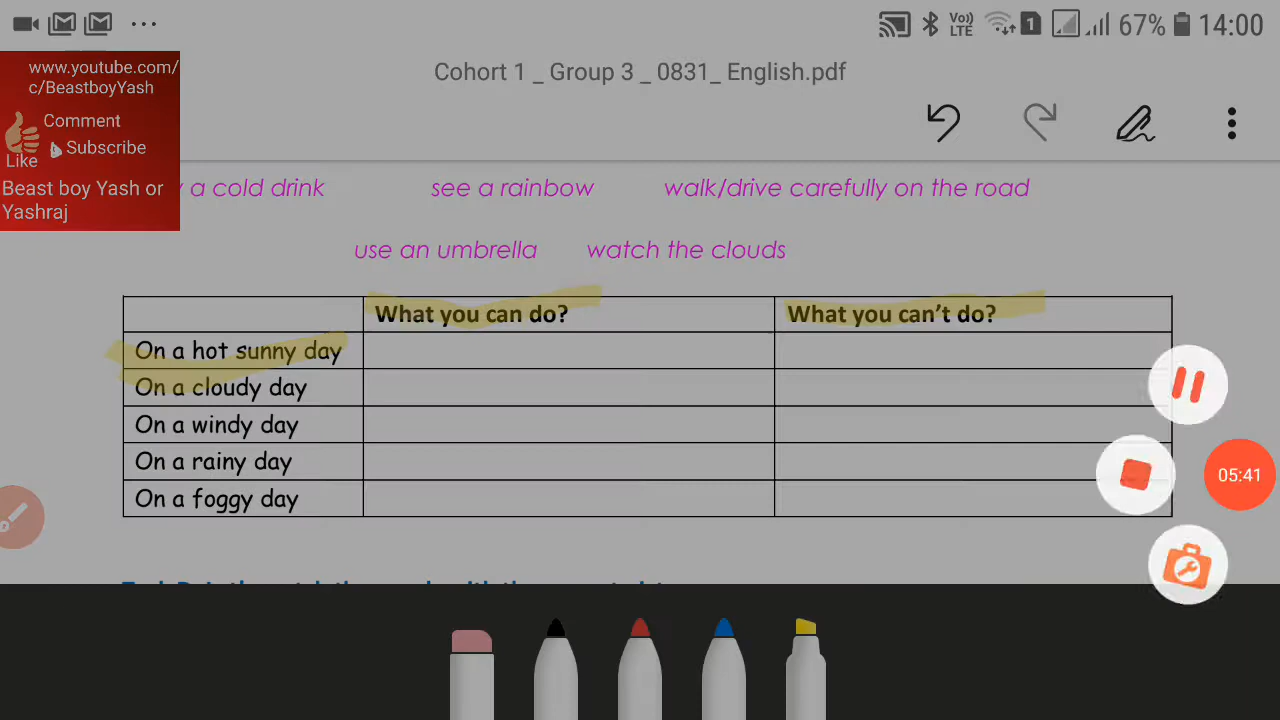 67% 14:00
Vo))
LTE
1
www.youtube.com/
c/BeastboyYash
Comment
Like
Subscribe
Beast boy Yash or
Yashraj
Cohort 1 _ Group 3 _ 0831_ English.pdf
a cold drink see a rainbow walk/drive carefully on the road
use an umbrella watch the clouds
What you can do? What you can't do?
On a hot sunny day
On a cloudy day
On a windy day
On a rainy day
On a foggy day
05:41